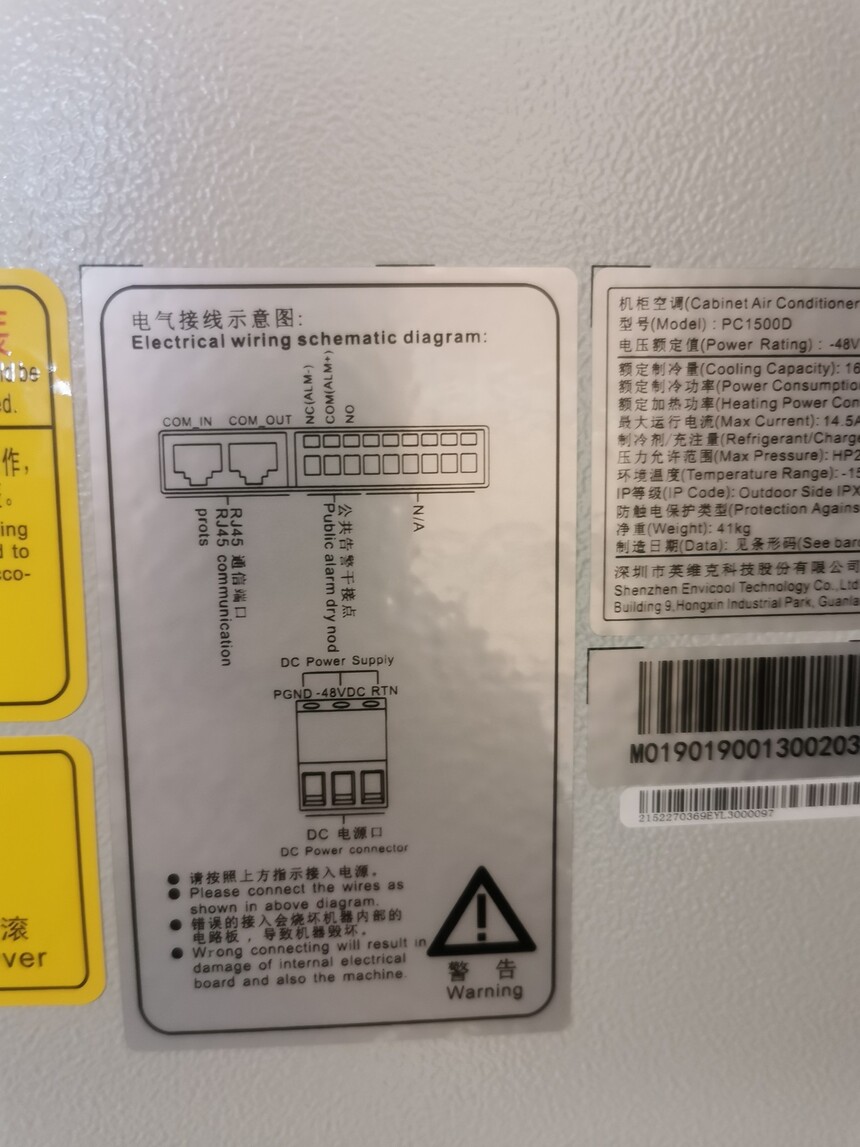 ld be
ed.
作，
。
ing
d to
cco-
滚
ver
电气接线示意图：
Electrical wiring schematic diagram:
NC(ALM-)
COM(ALM+)
NO
COM_IN COM_OUT
N/A
公共告警干接点
Public alarm dry nod
RJ45 通信端口
RJ45 communication
prots
DC Power Supply
PGND -48VDC RTN
DC 电源口
DC Power connector
● 请按照上方指示接入电源。
● Please connect the wires as
shown in above diagram.
● 错误的接入会烧坏机器内部的
电路板，导致机器毁坏。
● Wrong connecting will result in
damage of internal electrical
board and also the machine.
警 告
Warning
机柜空调(Cabinet Air Conditioner
型号(Model) : PC1500D
电压额定值(Power Rating) : -48V
额定制冷量(Cooling Capacity): 16
额定制冷功率(Power Consumptio
额定加热功率(Heating Power Con
最大运行电流(Max Current): 14.5A
制冷剂/充注量(Refrigerant/Charge
压力允许范围(Max Pressure): HP2
环境温度(Temperature Range): -15
IP等级(IP Code): Outdoor Side IPX
防触电保护类型(Protection Agains
净重(Weight): 41kg
制造日期(Data): 见条形码(See barc
深圳市英维克科技股份有限公司
Shenzhen Envicool Technology Co.,Ltd
Building 9,Hongxin Industrial Park, Guanla
M019019001300203
2152270369EYL3000097